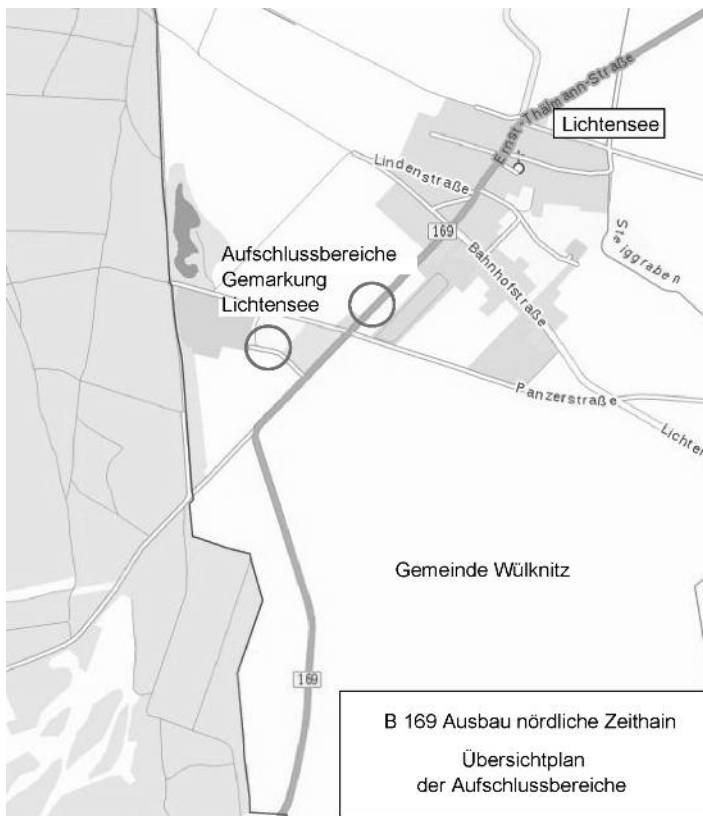 Ernst-Thälmann-Straße
Lichtensee
Lindenstraße
169
Steiggraben
Aufschlussbereiche
Gemarkung
Lichtensee
Bahnhofstraße
Panzerstraße
Lichten
Gemeinde Wülknitz
169
B 169 Ausbau nördliche Zeithain
Übersichtplan
der Aufschlussbereiche